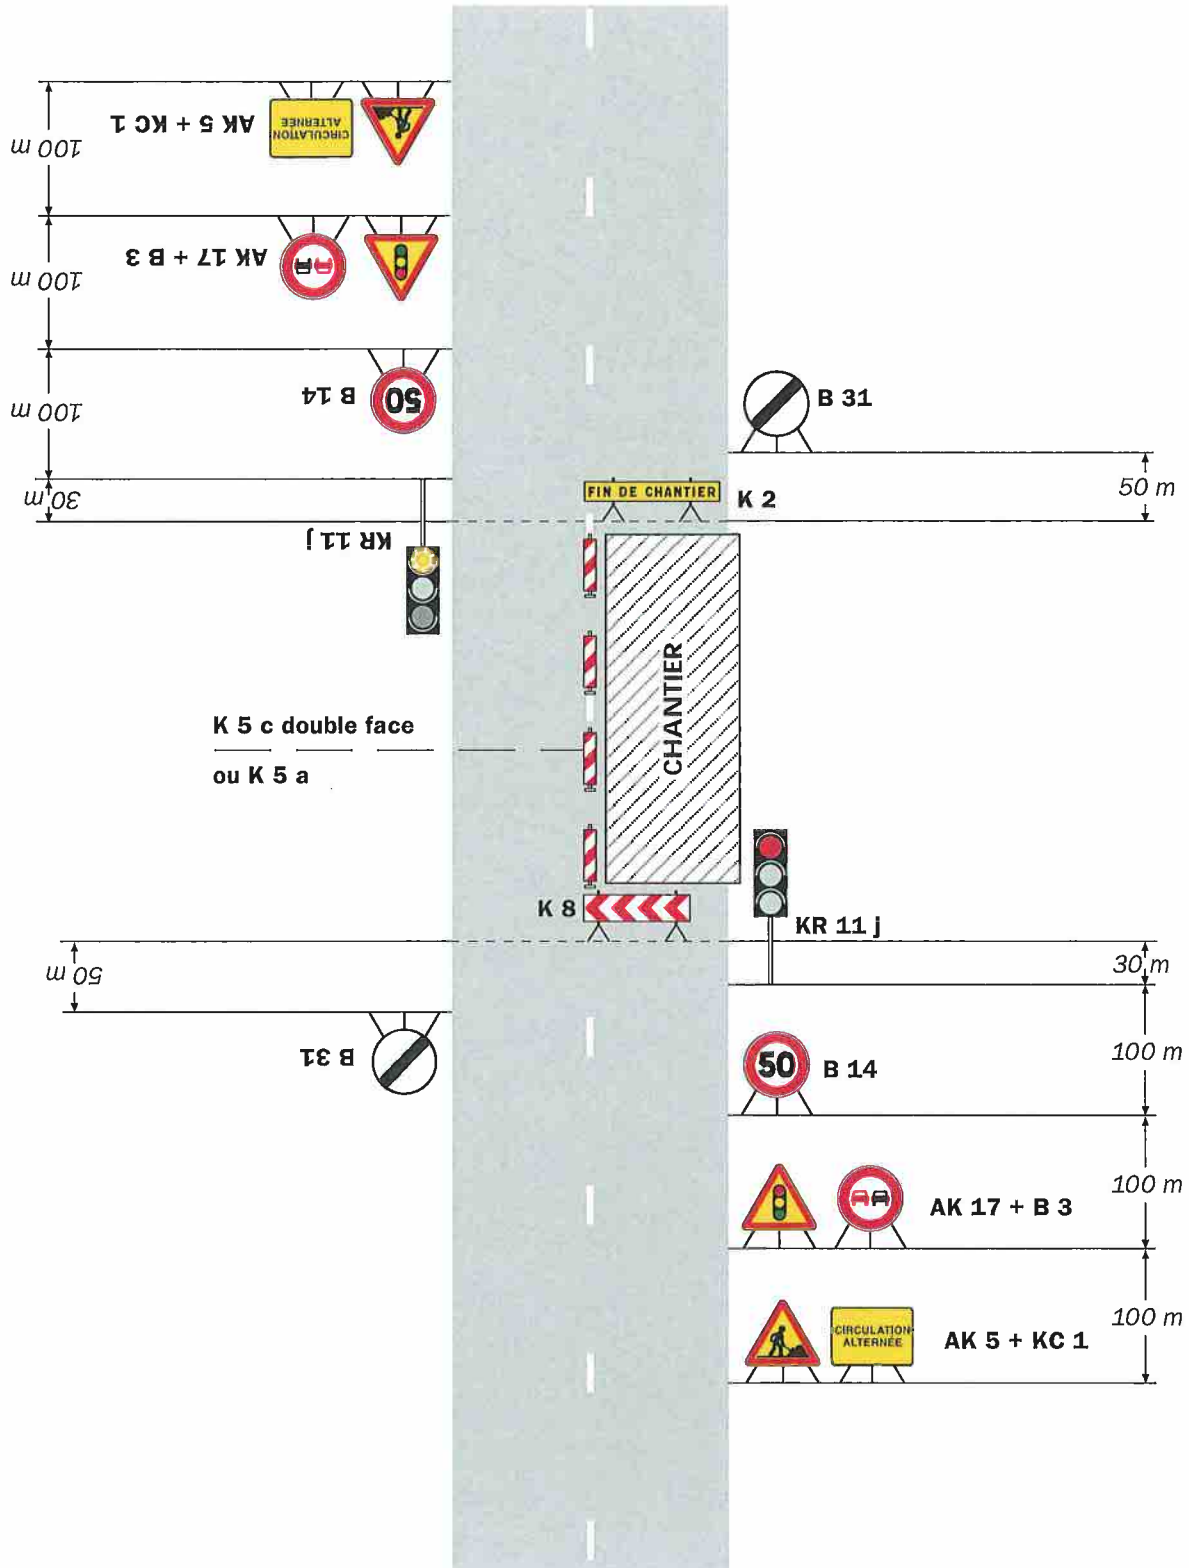 100 m
AK 5 + KC 1
CIRCULATION
ALTERNÉE
100 m
AK 17 + B 3
100 m
B 14
50
30 m
KR 11 j
B 31
50 m
FIN DE CHANTIER
K 2
CHANTIER
K 5 c double face
ou K 5 a
K 8
KR 11 j
50 m
B 31
30 m
50
B 14
100 m
AK 17 + B 3
100 m
CIRCULATION
ALTERNÉE
AK 5 + KC 1
100 m